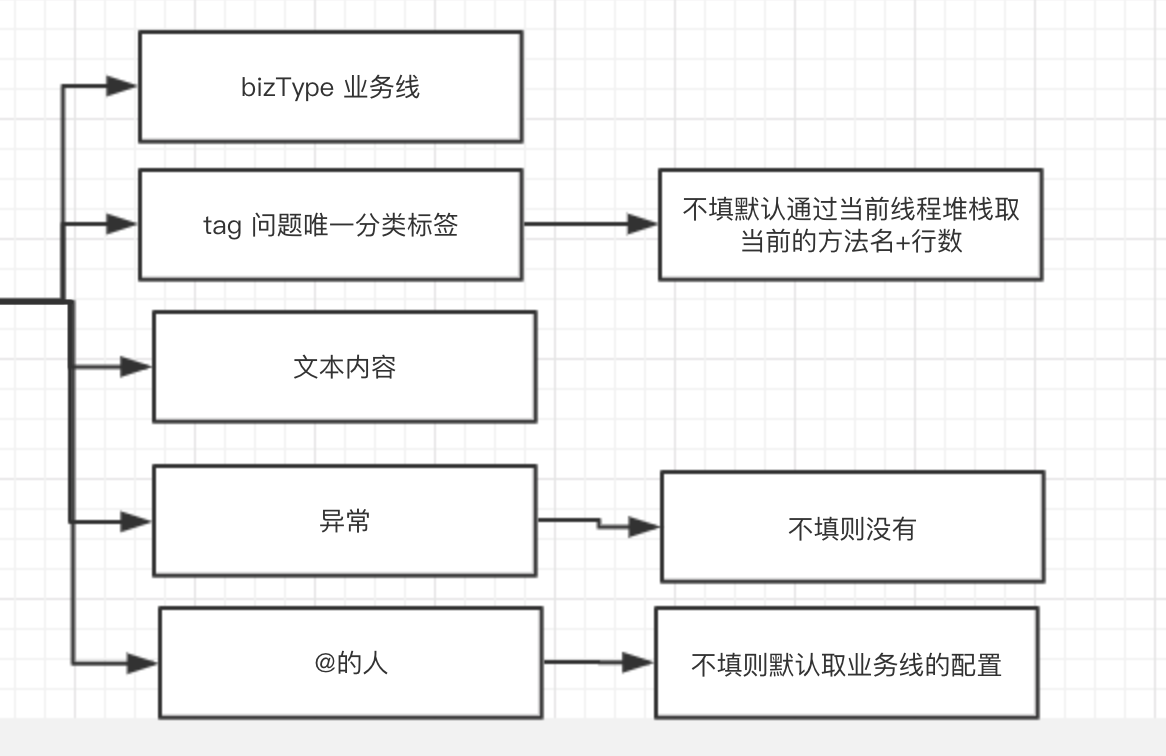 bizType 业务线
tag 问题唯一分类标签
不填默认通过当前线程堆栈取
当前的方法名+行数
文本内容
异常
不填则没有
@的人
不填则默认取业务线的配置